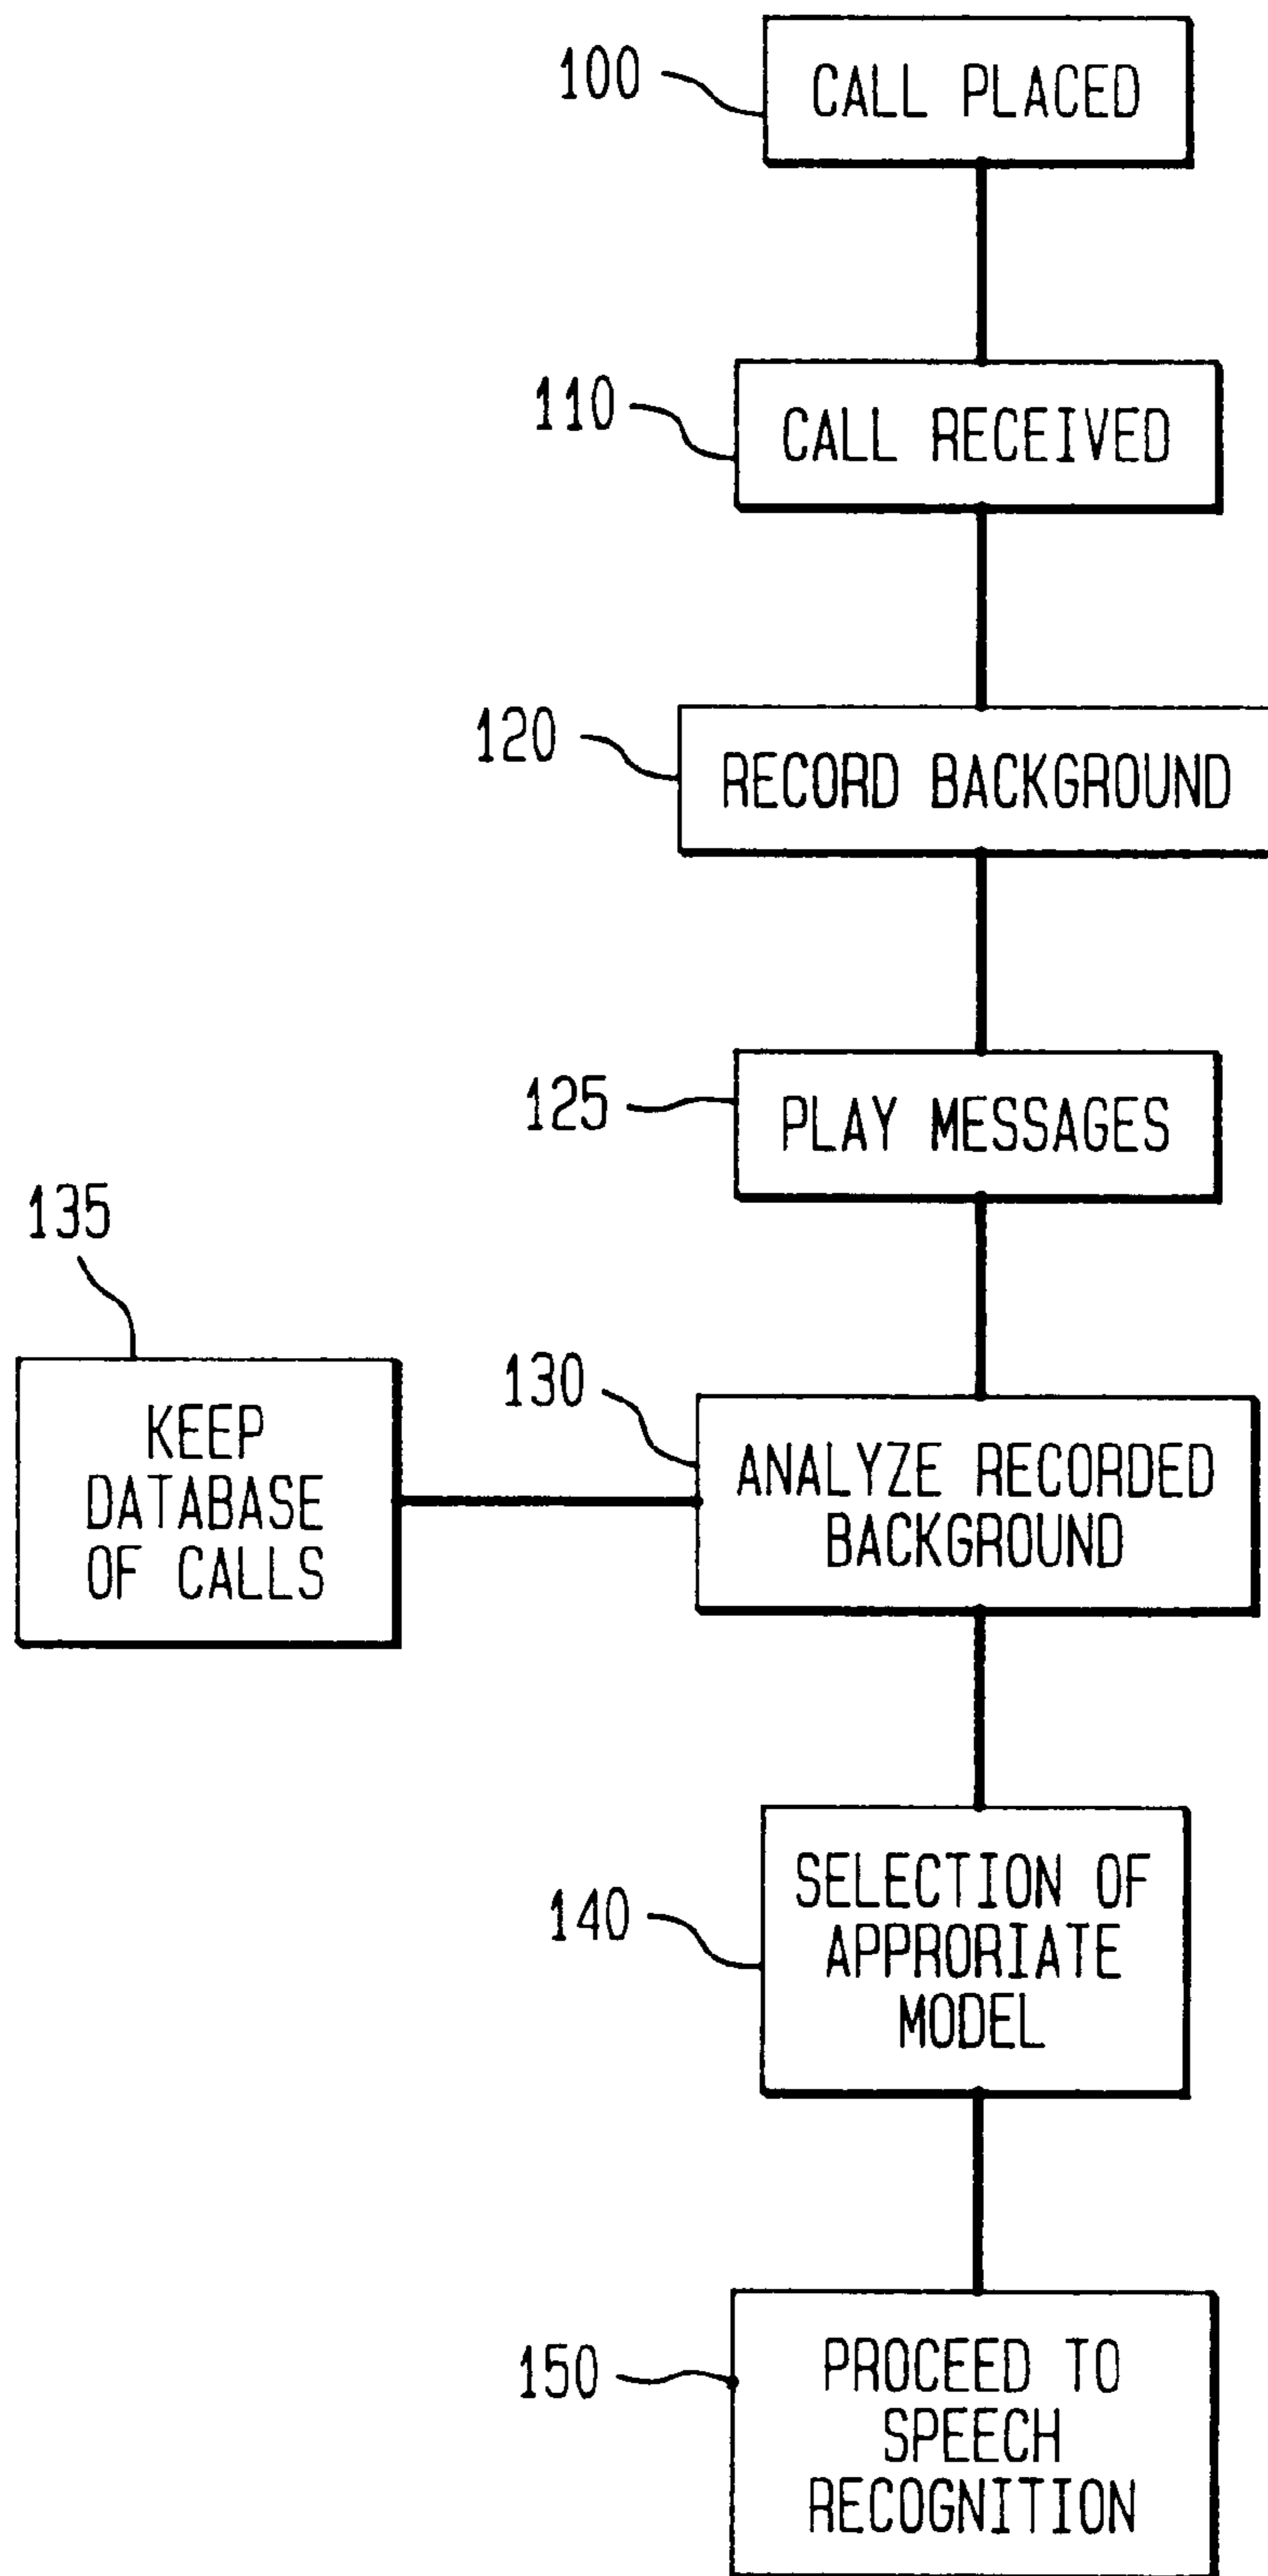 100
CALL PLACED
110
CALL RECEIVED
120
RECORD BACKGROUND
125
PLAY MESSAGES
135
KEEP
DATABASE
OF CALLS
130
ANALYZE RECORDED
BACKGROUND
140
SELECTION OF
APPRORIATE
MODEL
150
PROCEED TO
SPEECH
RECOGNITION